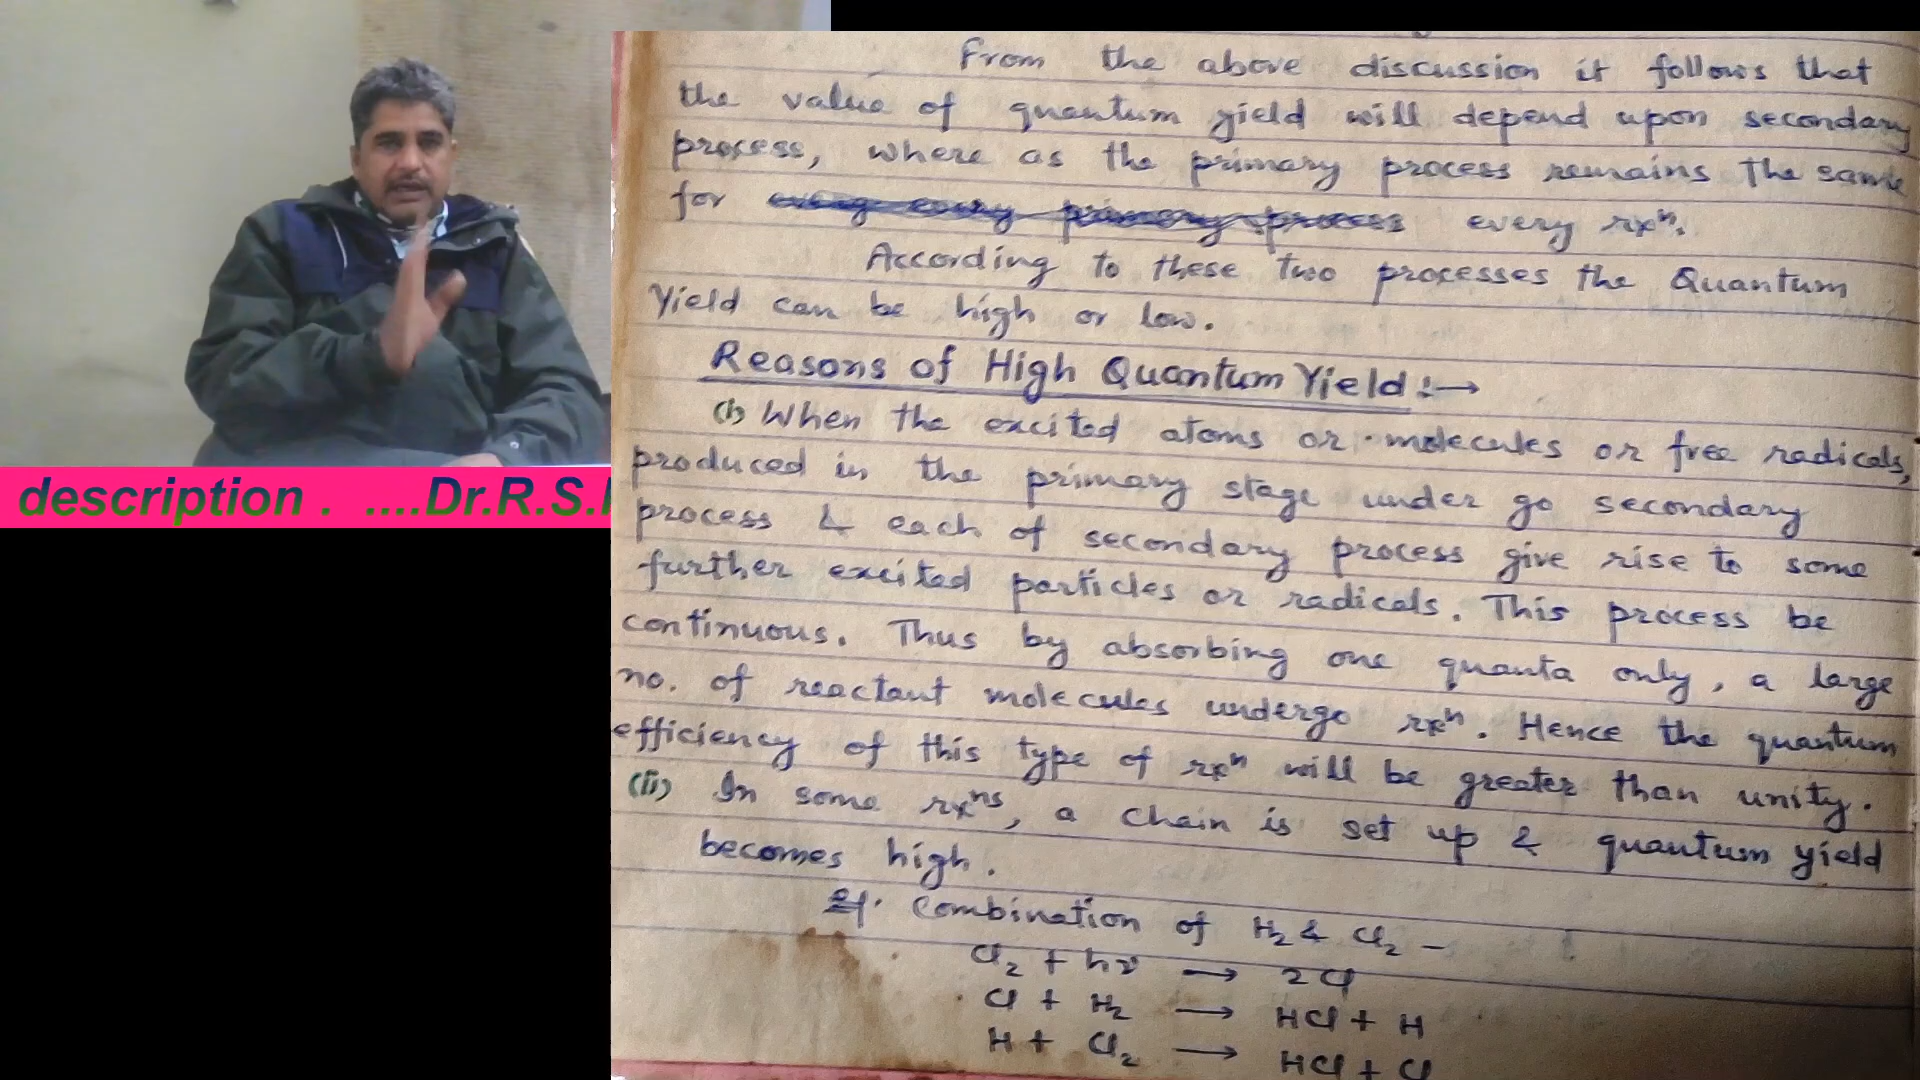 description . ....Dr.R.S.
From the above discussion it follows that
the value of quantum yield will depend upon secondary
process, where as the primary process remains the same
for every rxⁿ.
According to these two processes the Quantum
Yield can be high or low.
Reasons of High Quantum Yield :→
(i) When the excited atoms or molecules or free radicals,
produced in the primary stage under go secondary
process & each of secondary process give rise to some
further excited particles or radicals. This process be
continuous. Thus by absorbing one quanta only, a large
no. of reactant molecules undergo rxⁿ. Hence the quantum
efficiency of this type of rxⁿ will be greater than unity.
(ii) In some rxⁿˢ, a chain is set up & quantum yield
becomes high.
Combination of H₂ & Cl₂ –
Cl₂ + hν → 2Cl
Cl + H₂ → HCl + H
H + Cl₂ → HCl + Cl